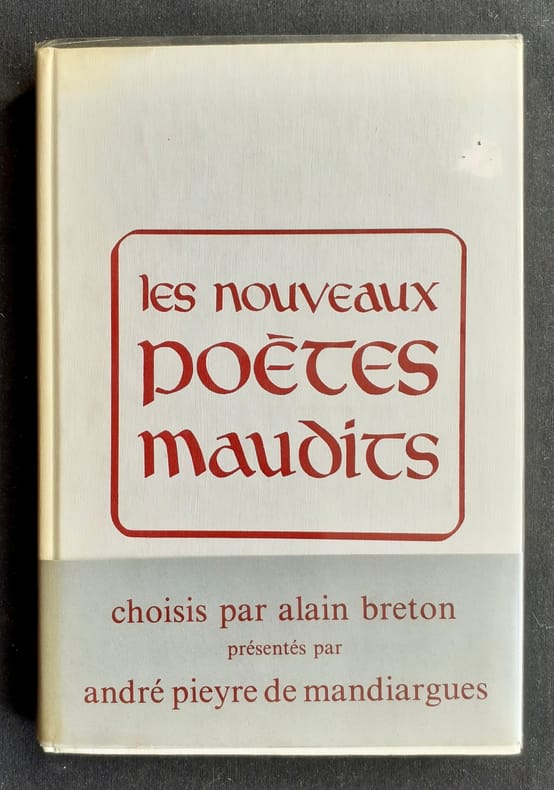 les nouveaux
poètes
maudits
choisis par alain breton
présentés par
andré pieyre de mandiargues